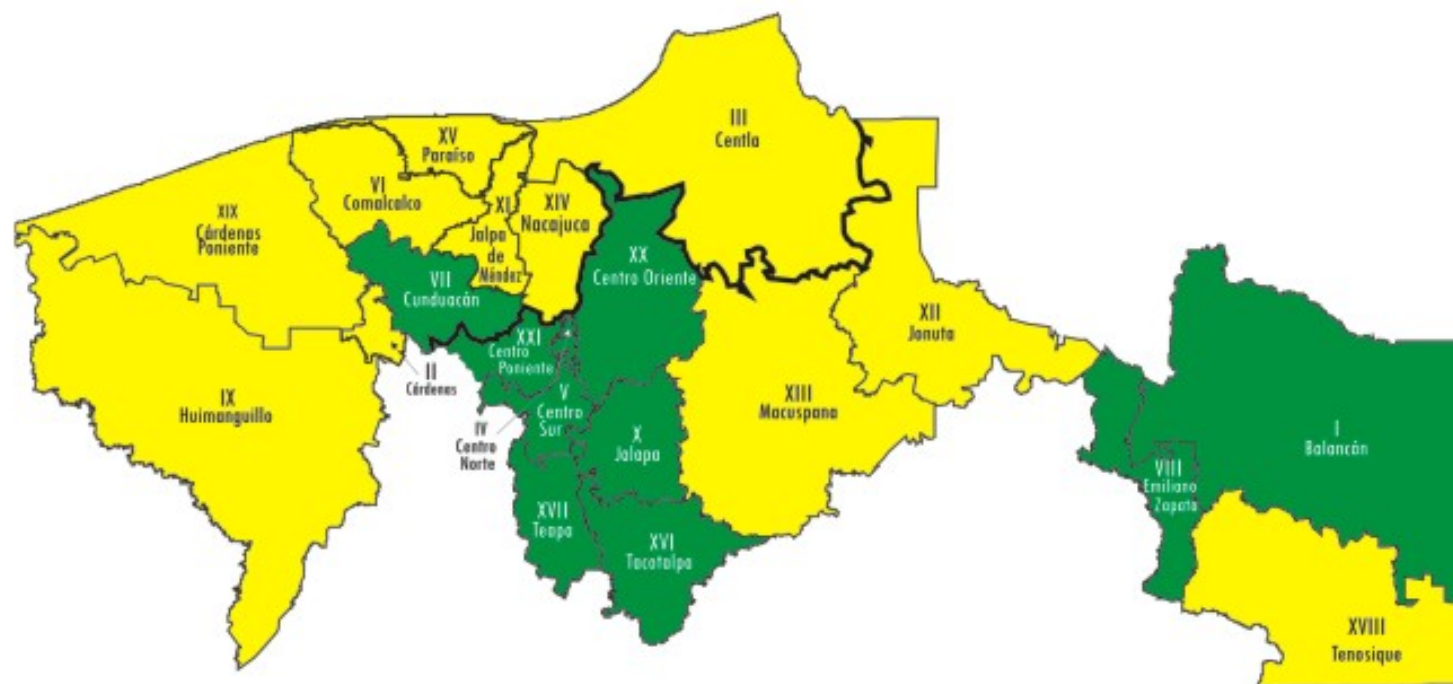 III
Centla
XV
Paraíso
VI
Comalcalco
XI
Jalpa
de
Méndez
XIV
Nacajuca
XIX
Cárdenas
Poniente
VII
Cunduacán
XX
Centro Oriente
XII
Jonuta
XXI
Centro
Poniente
II
Cárdenas
IX
Huimanguillo
V
Centro
Sur
IV
Centro
Norte
X
Jalapa
XIII
Macuspana
I
Balancán
VIII
Emiliano
Zapata
XVII
Teapa
XVI
Tacotalpa
XVIII
Tenosique